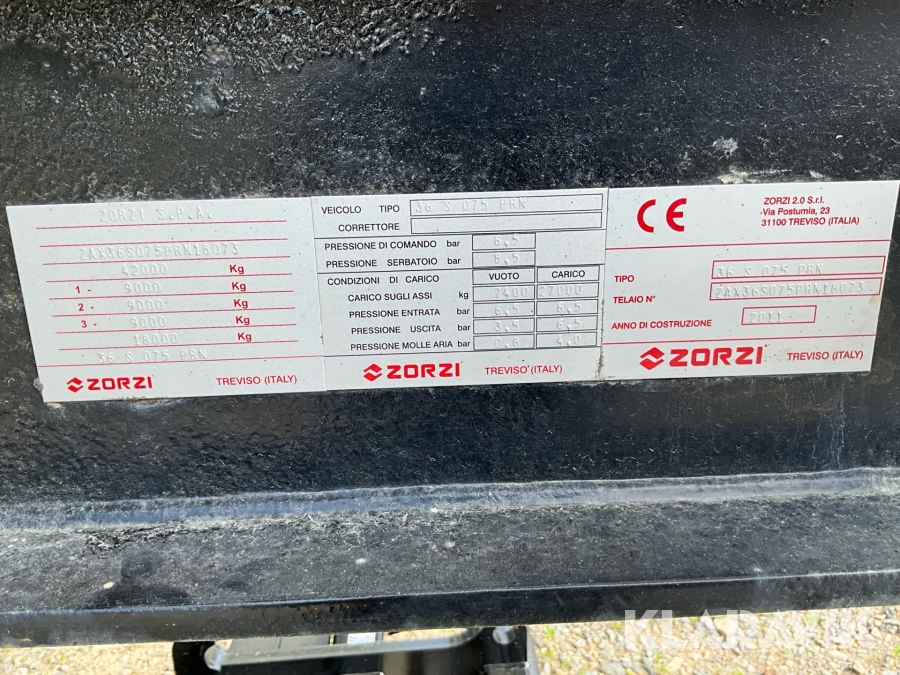 ZORZI S.P.A.
ZAX36S075PRN18073
42000 Kg
1 - 9000 Kg
2 - 9000 Kg
3 - 9000 Kg
18000 Kg
36 S 075 PRN
ZORZI TREVISO (ITALY)
VEICOLO TIPO 36 S 075 PRN
CORRETTORE
PRESSIONE DI COMANDO bar 6,5
PRESSIONE SERBATOIO bar 8,5
CONDIZIONI DI CARICO VUOTO CARICO
CARICO SUGLI ASSI kg 7400 27000
PRESSIONE ENTRATA bar 6,5 6,5
PRESSIONE USCITA bar 3,5 6,5
PRESSIONE MOLLE ARIA bar 0,8 4,0
ZORZI TREVISO (ITALY)
CE
ZORZI 2.0 S.r.l.
Via Postumia, 23
31100 TREVISO (ITALIA)
TIPO 36 S 075 PRN
TELAIO N° ZAX36S075PRN18073
ANNO DI COSTRUZIONE 2011
ZORZI TREVISO (ITALY)